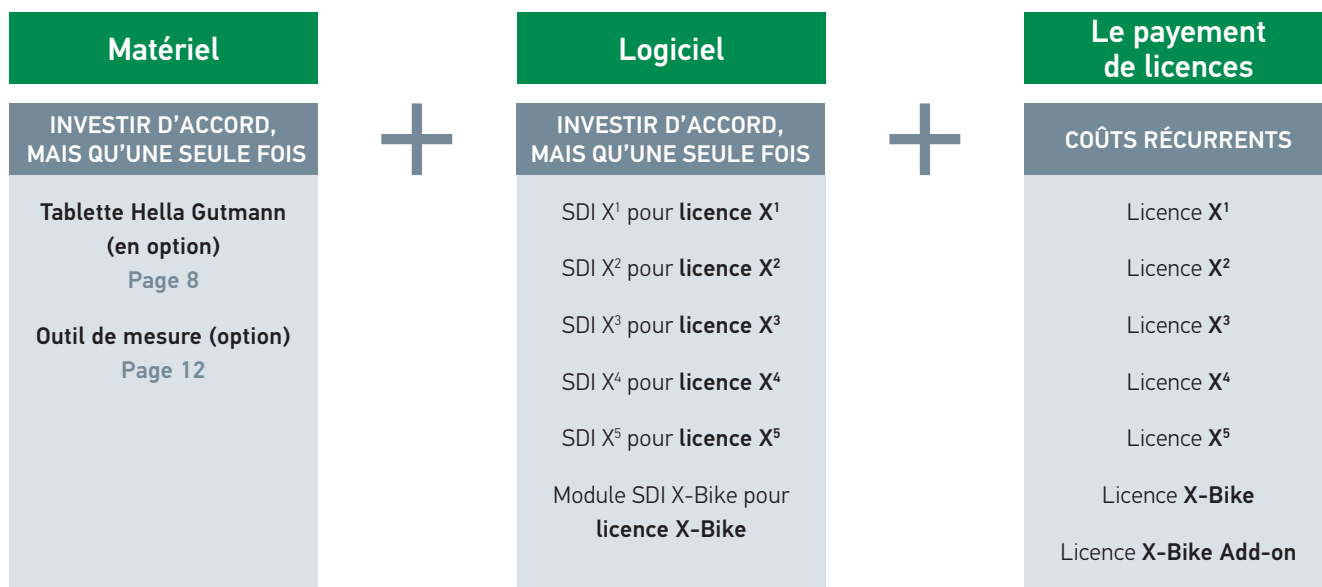 Matériel
INVESTIR D'ACCORD,
MAIS QU'UNE SEULE FOIS
Tablette Hella Gutmann
(en option)
Page 8
Outil de mesure (option)
Page 12
+
Logiciel
INVESTIR D'ACCORD,
MAIS QU'UNE SEULE FOIS
SDI X¹ pour licence X¹
SDI X² pour licence X²
SDI X³ pour licence X³
SDI X⁴ pour licence X⁴
SDI X⁵ pour licence X⁵
Module SDI X-Bike pour
licence X-Bike
+
Le payement
de licences
COÛTS RÉCURRENTS
Licence X¹
Licence X²
Licence X³
Licence X⁴
Licence X⁵
Licence X-Bike
Licence X-Bike Add-on